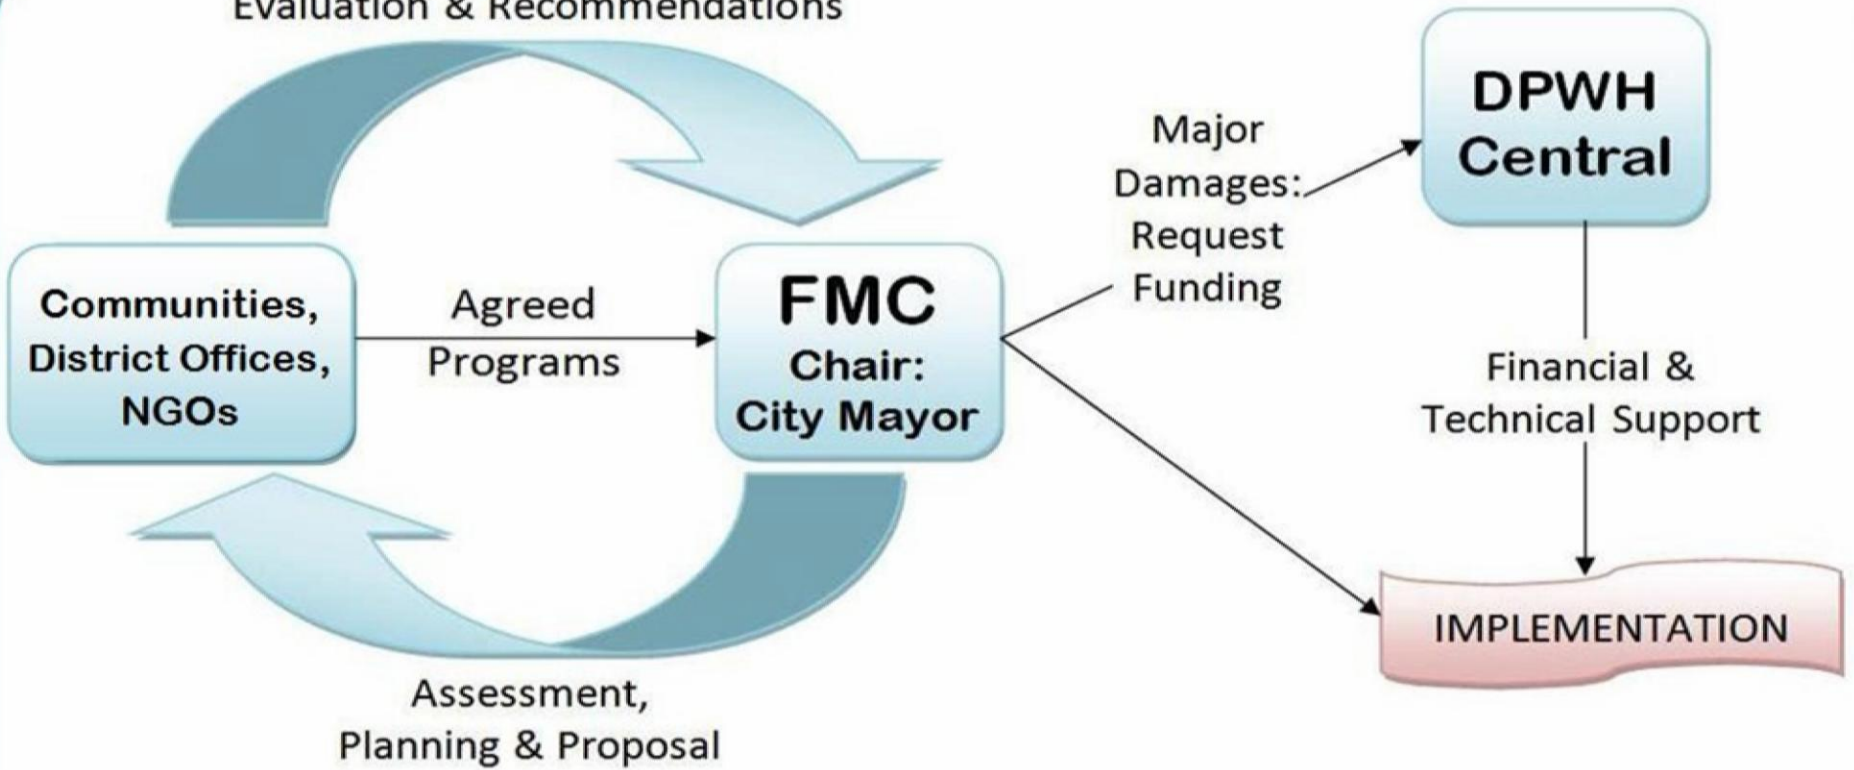 Evaluation & Recommendations
Communities,
District Offices,
NGOs
Agreed
Programs
FMC
Chair:
City Mayor
Major
Damages:
Request
Funding
DPWH
Central
Financial &
Technical Support
IMPLEMENTATION
Assessment,
Planning & Proposal